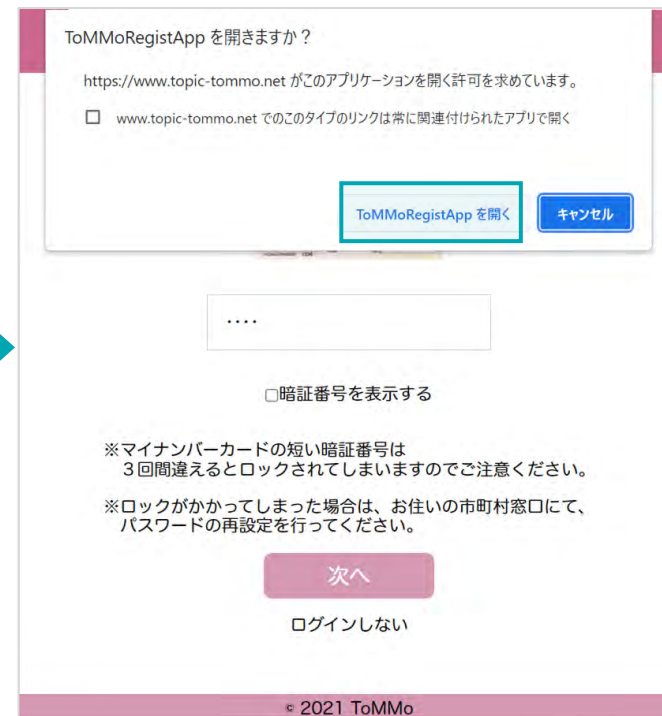 ToMMoRegistApp を開きますか？
https://www.topic-tommo.net がこのアプリケーションを開く許可を求めています。
www.topic-tommo.net でのこのタイプのリンクは常に関連付けられたアプリで開く
ToMMoRegistApp を開く
キャンセル
····
□暗証番号を表示する
※マイナンバーカードの短い暗証番号は
３回間違えるとロックされてしまいますのでご注意ください。
※ロックがかかってしまった場合は、お住いの市町村窓口にて、
パスワードの再設定を行ってください。
次へ
ログインしない
© 2021 ToMMo